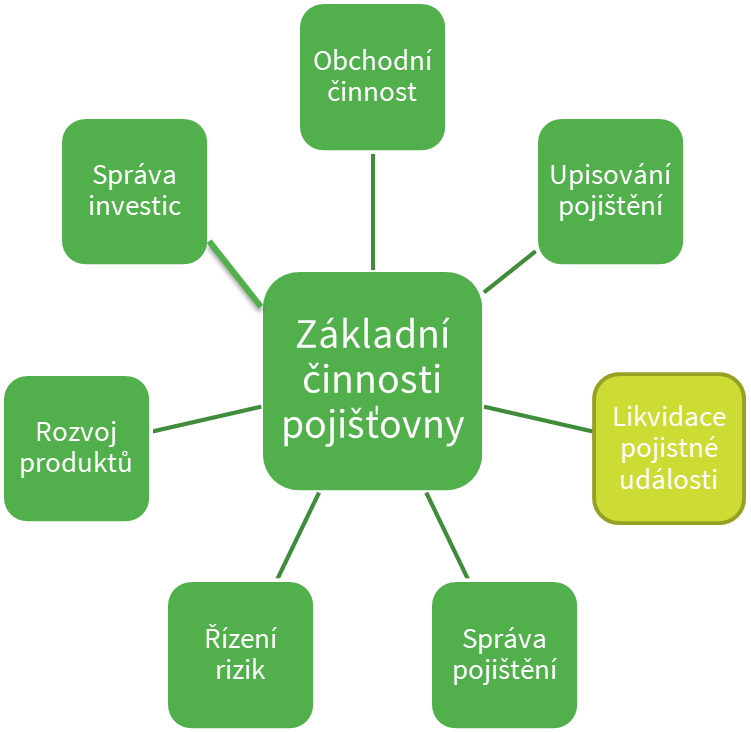 Obchodní
činnost
Správa
investic
Upisování
pojištění
Základní
činnosti
pojišťovny
Rozvoj
produktů
Likvidace
pojistné
události
Řízení
rizik
Správa
pojištění